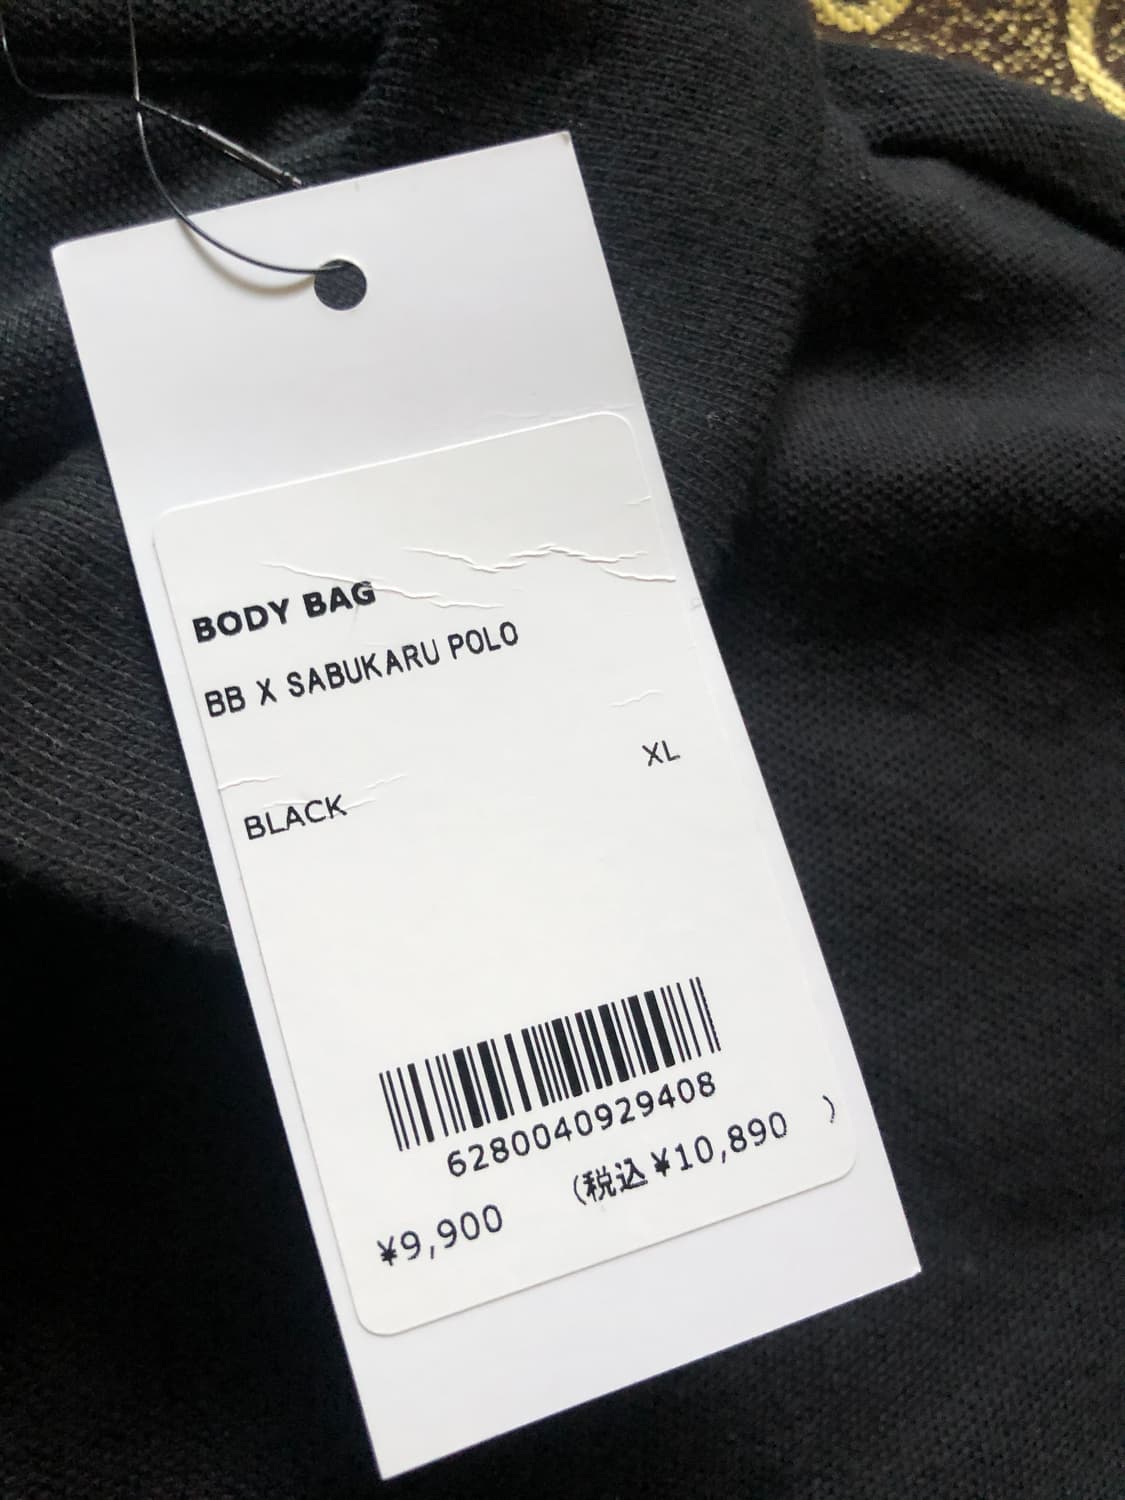 BODY BAG
BB X SABUKARU POLO
XL
BLACK
6280040929408
¥9,900 (税込¥10,890 )